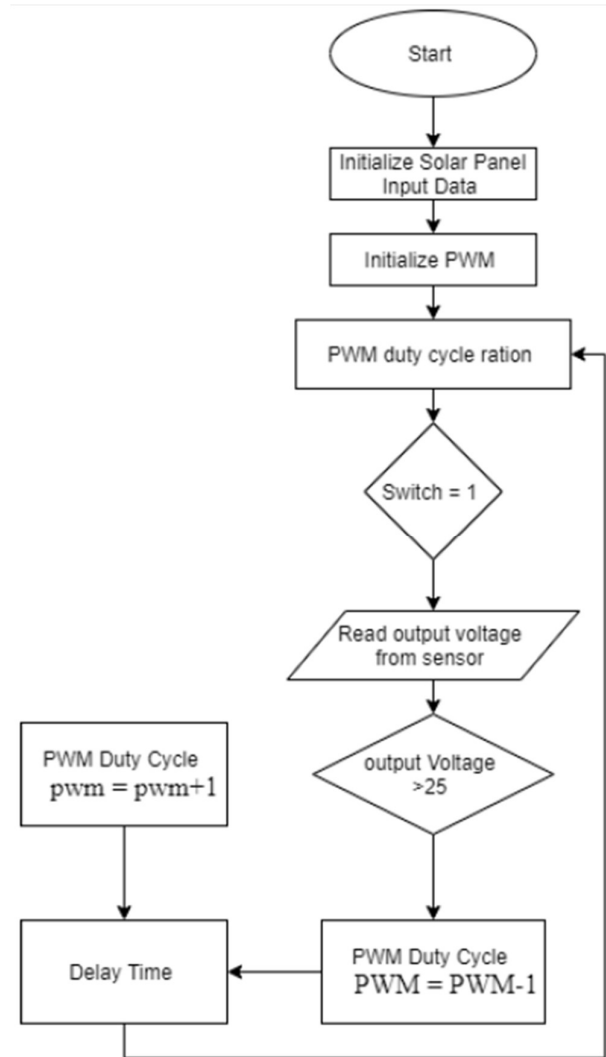 Start
Initialize Solar Panel
Input Data
Initialize PWM
PWM duty cycle ration
Switch = 1
Read output voltage
from sensor
output Voltage
>25
PWM Duty Cycle
pwm = pwm+1
Delay Time
PWM Duty Cycle
PWM = PWM-1